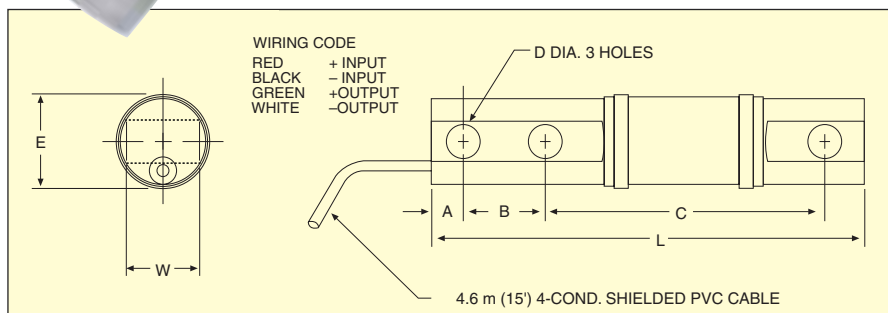 WIRING CODE
RED + INPUT
BLACK – INPUT
GREEN +OUTPUT
WHITE –OUTPUT
D DIA. 3 HOLES
E
W
A
B
C
L
4.6 m (15') 4-COND. SHIELDED PVC CABLE